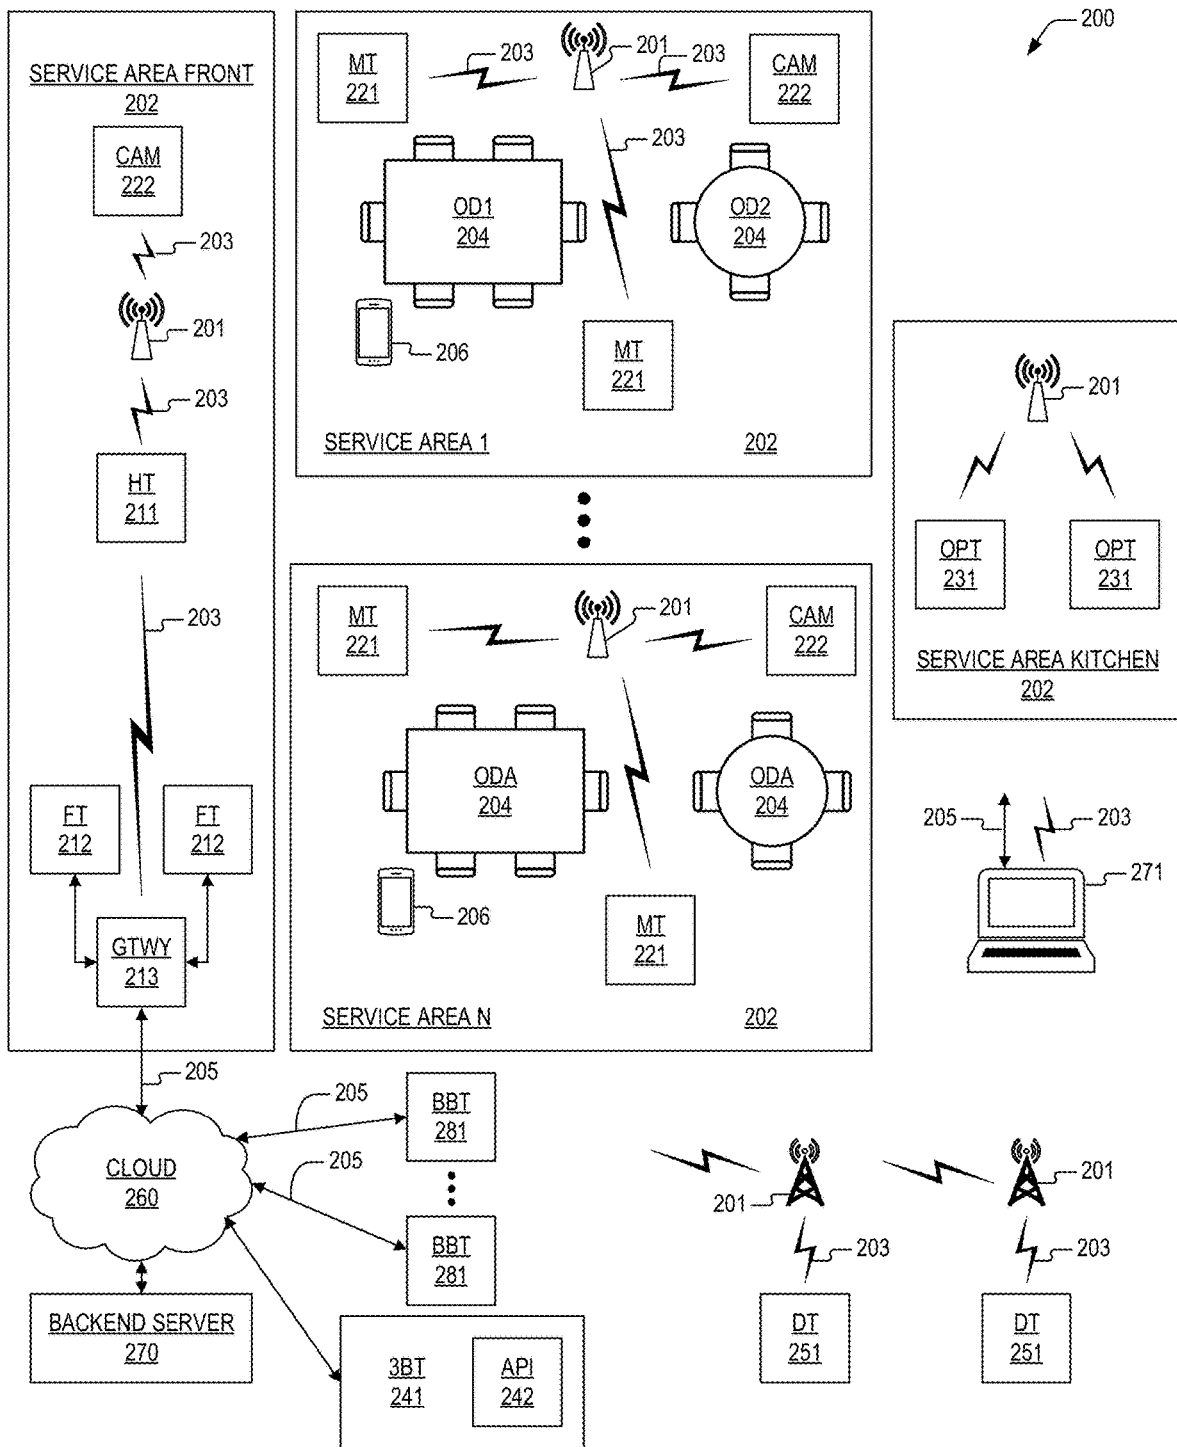 200
SERVICE AREA FRONT
202
CAM
222
203
201
203
HT
211
203
FT
212
FT
212
GTWY
213
205
MT
221
203
201
203
CAM
222
203
OD1
204
OD2
204
206
MT
221
SERVICE AREA 1
202
MT
221
201
CAM
222
ODA
204
ODA
204
206
MT
221
SERVICE AREA N
202
201
OPT
231
OPT
231
SERVICE AREA KITCHEN
202
205
203
271
CLOUD
260
205
205
BBT
281
BBT
281
BACKEND SERVER
270
3BT
241
API
242
201
203
DT
251
201
203
DT
251